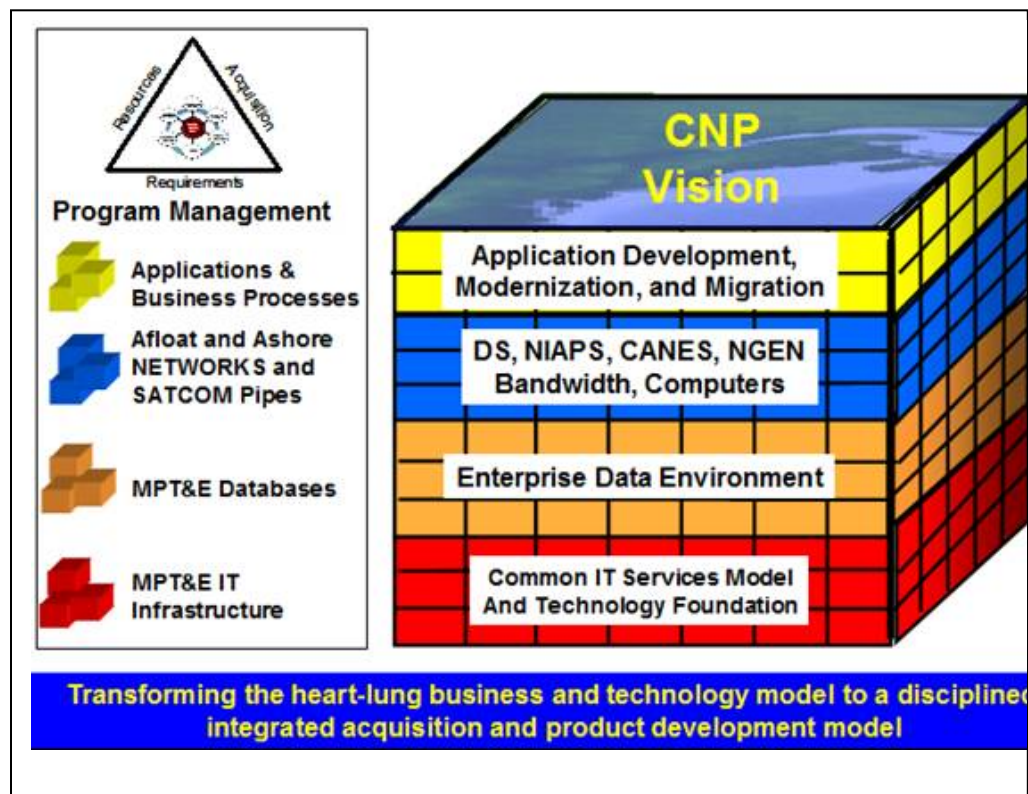 Resources
Acquisition
Requirements
Program Management
Applications &
Business Processes
Afloat and Ashore
NETWORKS and
SATCOM Pipes
MPT&E Databases
MPT&E IT
Infrastructure
CNP
Vision
Application Development,
Modernization, and Migration
DS, NIAPS, CANES, NGEN
Bandwidth, Computers
Enterprise Data Environment
Common IT Services Model
And Technology Foundation
Transforming the heart-lung business and technology model to a disciplined
integrated acquisition and product development model